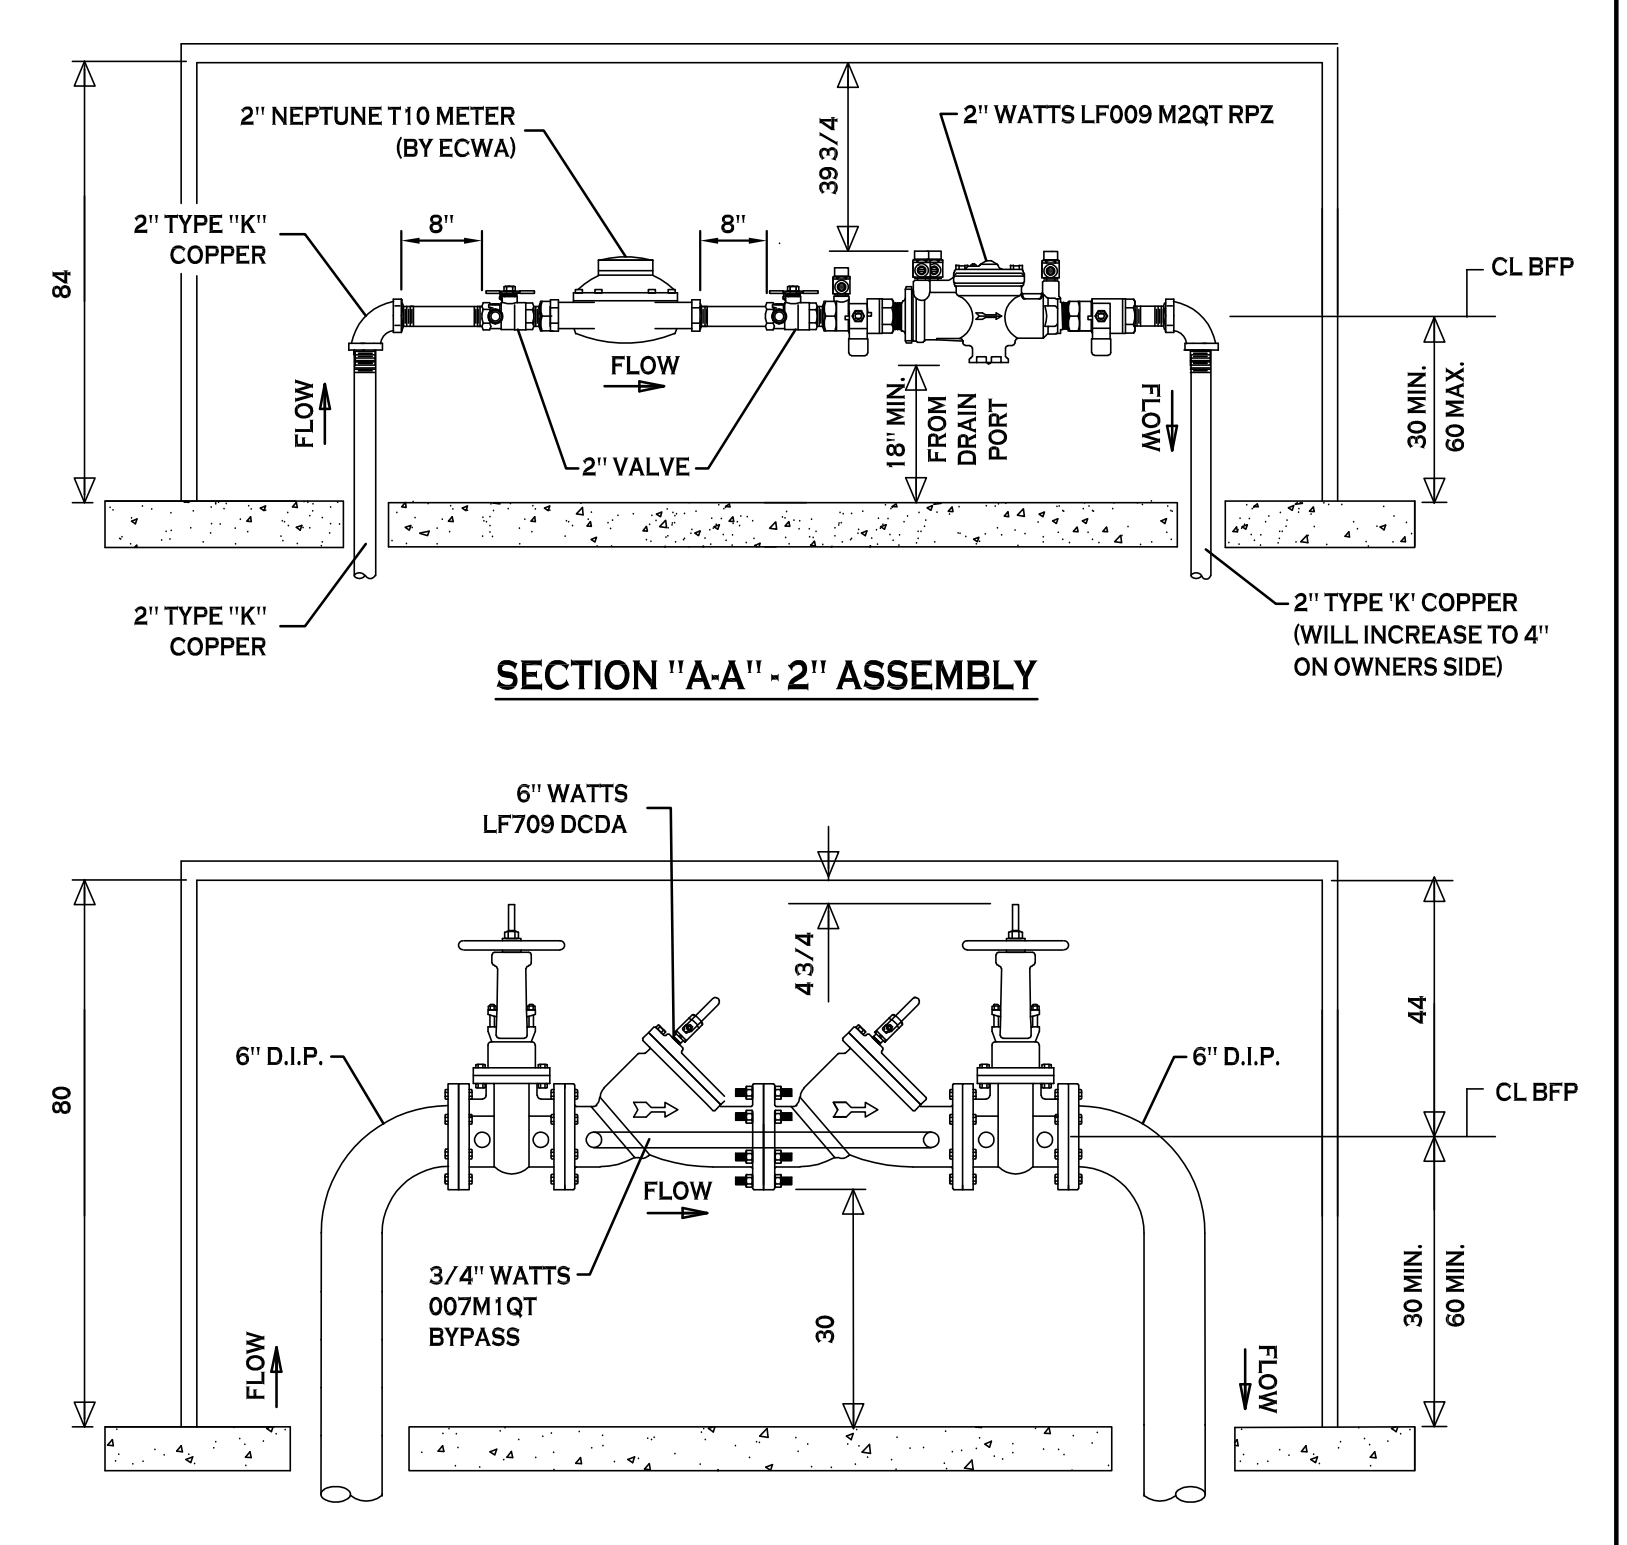 2" NEPTUNE T10 METER
(BY ECWA)
2" WATTS LF009 M2QT RPZ
39 3/4
2" TYPE "K"
COPPER
8"
8"
84
CL BFP
FLOW
FLOW
18" MIN.
FROM
DRAIN
PORT
FLOW
30 MIN.
60 MAX.
2" VALVE
2" TYPE "K"
COPPER
2" TYPE 'K' COPPER
(WILL INCREASE TO 4"
ON OWNERS SIDE)
SECTION "A-A" - 2" ASSEMBLY
6" WATTS
LF709 DCDA
4 3/4
44
6" D.I.P.
6" D.I.P.
80
CL BFP
FLOW
3/4" WATTS
007M1QT
BYPASS
30
30 MIN.
60 MIN.
FLOW
FLOW